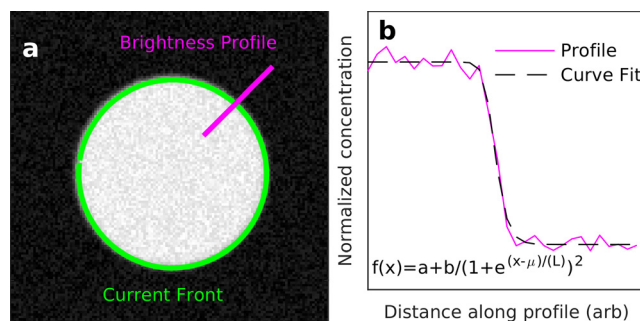 a
Brightness Profile
Current Front
b
Profile
Curve Fit
Normalized concentration
f(x)=a+b/(1+e^{(x-μ)/(L)})^2
Distance along profile (arb)